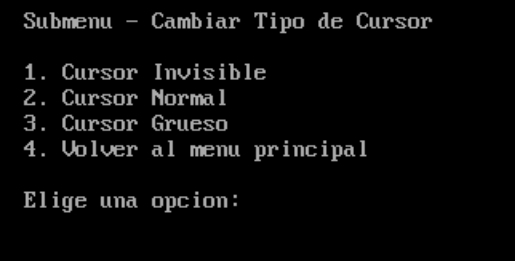 Submenu - Cambiar Tipo de Cursor
1. Cursor Invisible
2. Cursor Normal
3. Cursor Grueso
4. Volver al menu principal
Elige una opcion: